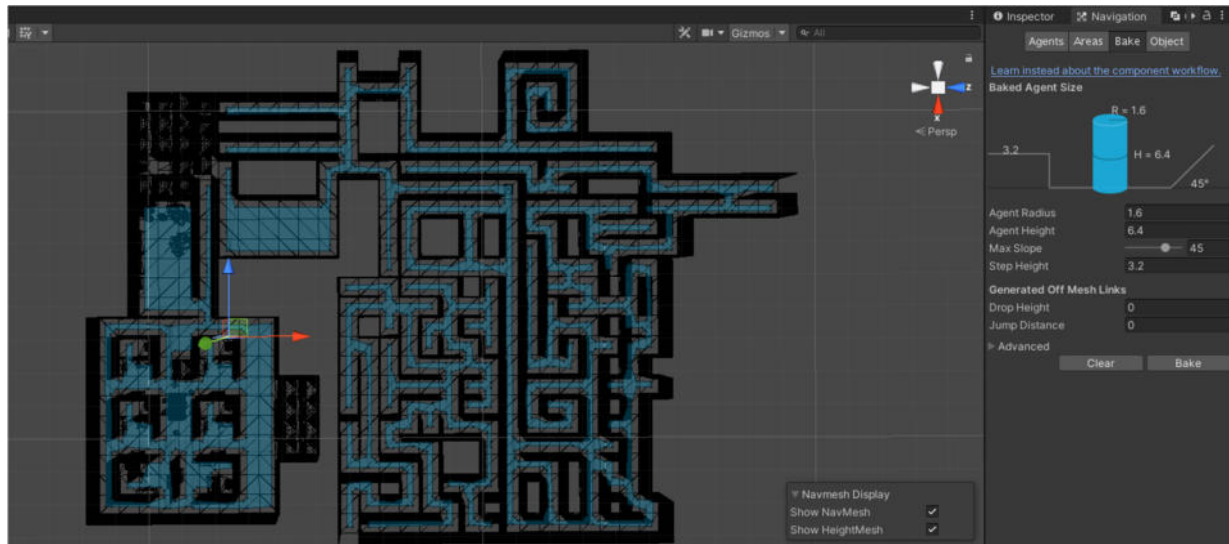 Inspector
Navigation
Gizmos
All
Agents Areas Bake Object
Learn instead about the component workflow.
Baked Agent Size
R = 1.6
3.2
H = 6.4
45°
z
x
Persp
Agent Radius 1.6
Agent Height 6.4
Max Slope 45
Step Height 3.2
Generated Off Mesh Links
Drop Height 0
Jump Distance 0
Advanced
Clear Bake
Navmesh Display
Show NavMesh
Show HeightMesh